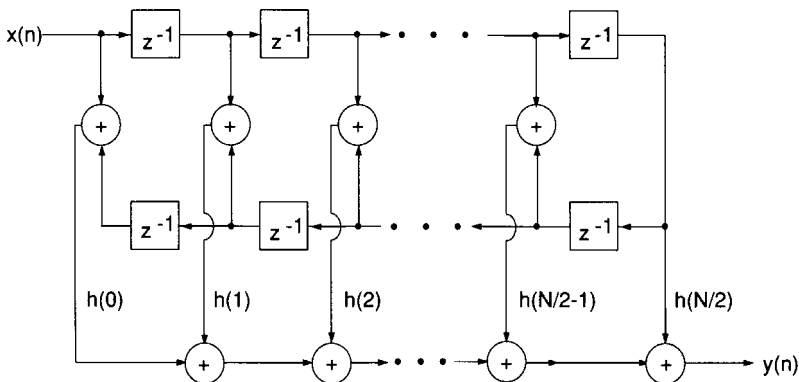 x(n) z⁻¹ z⁻¹ z⁻¹
+ + + +
z⁻¹ z⁻¹ z⁻¹
h(0) h(1) h(2) h(N/2-1) h(N/2)
+ + + + y(n)